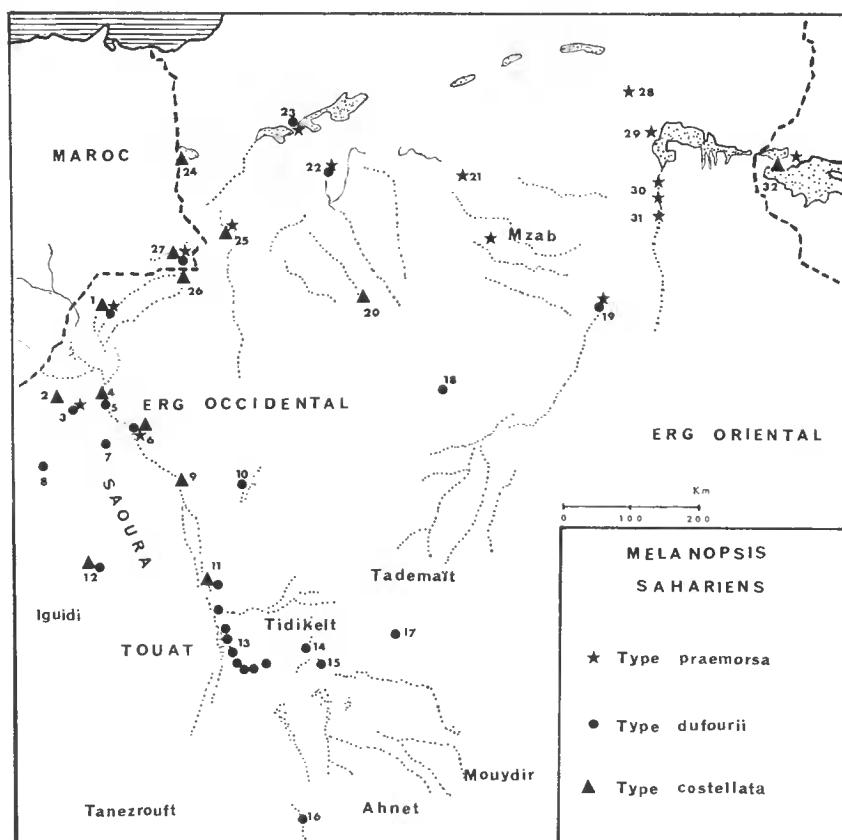 28
23
29
MAROC
24
22
21
32
30
31
25
Mzab
27
26
1
20
19
18
2
4
5
3
ERG OCCIDENTAL
6
ERG ORIENTAL
7
9
8
10
Km
0 100 200
SAOURA
MELANOPSIS
SAHARIENS
11
12
Tademaït
Iguidi
Tidikelt
17
TOUAT
13
14
15
Type praemorsa
Type dufourii
Mouydir
Type costellata
Tanezrouft
Ahnet
16